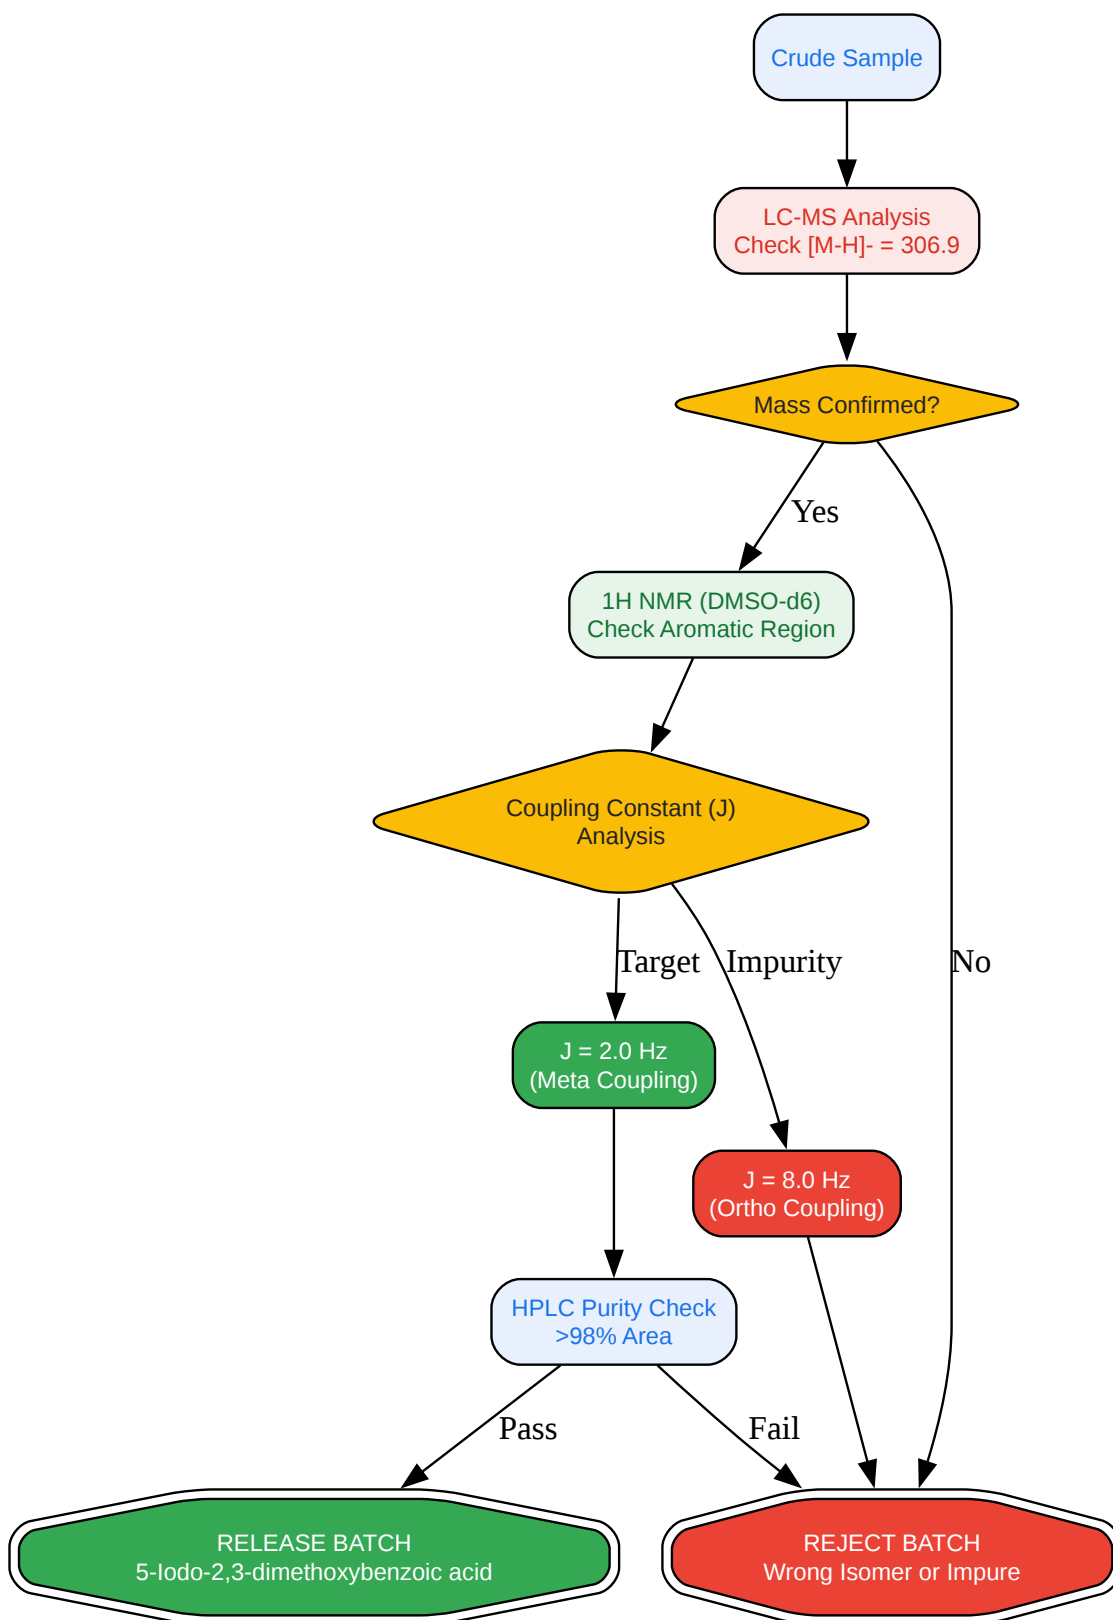 Crude Sample
LC-MS Analysis
Check [M-H]- = 306.9
Mass Confirmed?
Yes
1H NMR (DMSO-d6)
Check Aromatic Region
Coupling Constant (J)
Analysis
Target
Impurity
No
J = 2.0 Hz
(Meta Coupling)
J = 8.0 Hz
(Ortho Coupling)
HPLC Purity Check
>98% Area
Pass
Fail
RELEASE BATCH
5-Iodo-2,3-dimethoxybenzoic acid
REJECT BATCH
Wrong Isomer or Impure